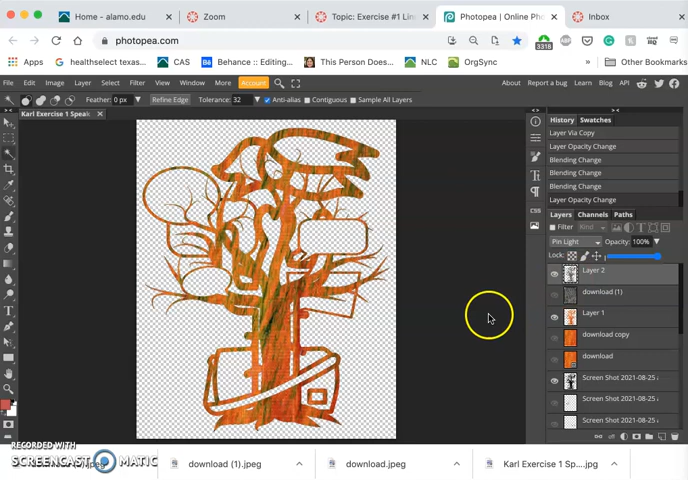 Home - alamo.edu
Zoom
Topic: Exercise #1 Lin
Photopea | Online Ph
Inbox
photopea.com
3318
Apps
healthselect texas...
CAS
Behance :: Editing...
This Person Does...
NLC
OrgSync
Other Bookmarks
File Edit Image Layer Select Filter View Window More Account
About Report a bug Learn Blog API
Feather: 0 px
Refine Edge
Tolerance: 32
Anti-alias
Contiguous
Sample All Layers
Karl Exercise 1 Speak
History Swatches
Layer Via Copy
Layer Opacity Change
Blending Change
Blending Change
Blending Change
Layer Opacity Change
Layers Channels Paths
Filter Kind
Pin Light Opacity: 100%
Lock:
Layer 2
download (1)
Layer 1
download copy
download
Screen Shot 2021-08-25
Screen Shot 2021-08-25
Screen Shot 2021-08-25
CSS
RECORDED WITH
SCREENCAST MATIC
download (1).jpeg
download.jpeg
Karl Exercise 1 Sp....jpg